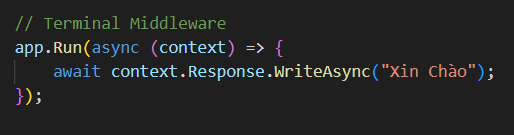 // Terminal Middleware
app.Run(async (context) => {
    await context.Response.WriteAsync("Xin Chào");
});